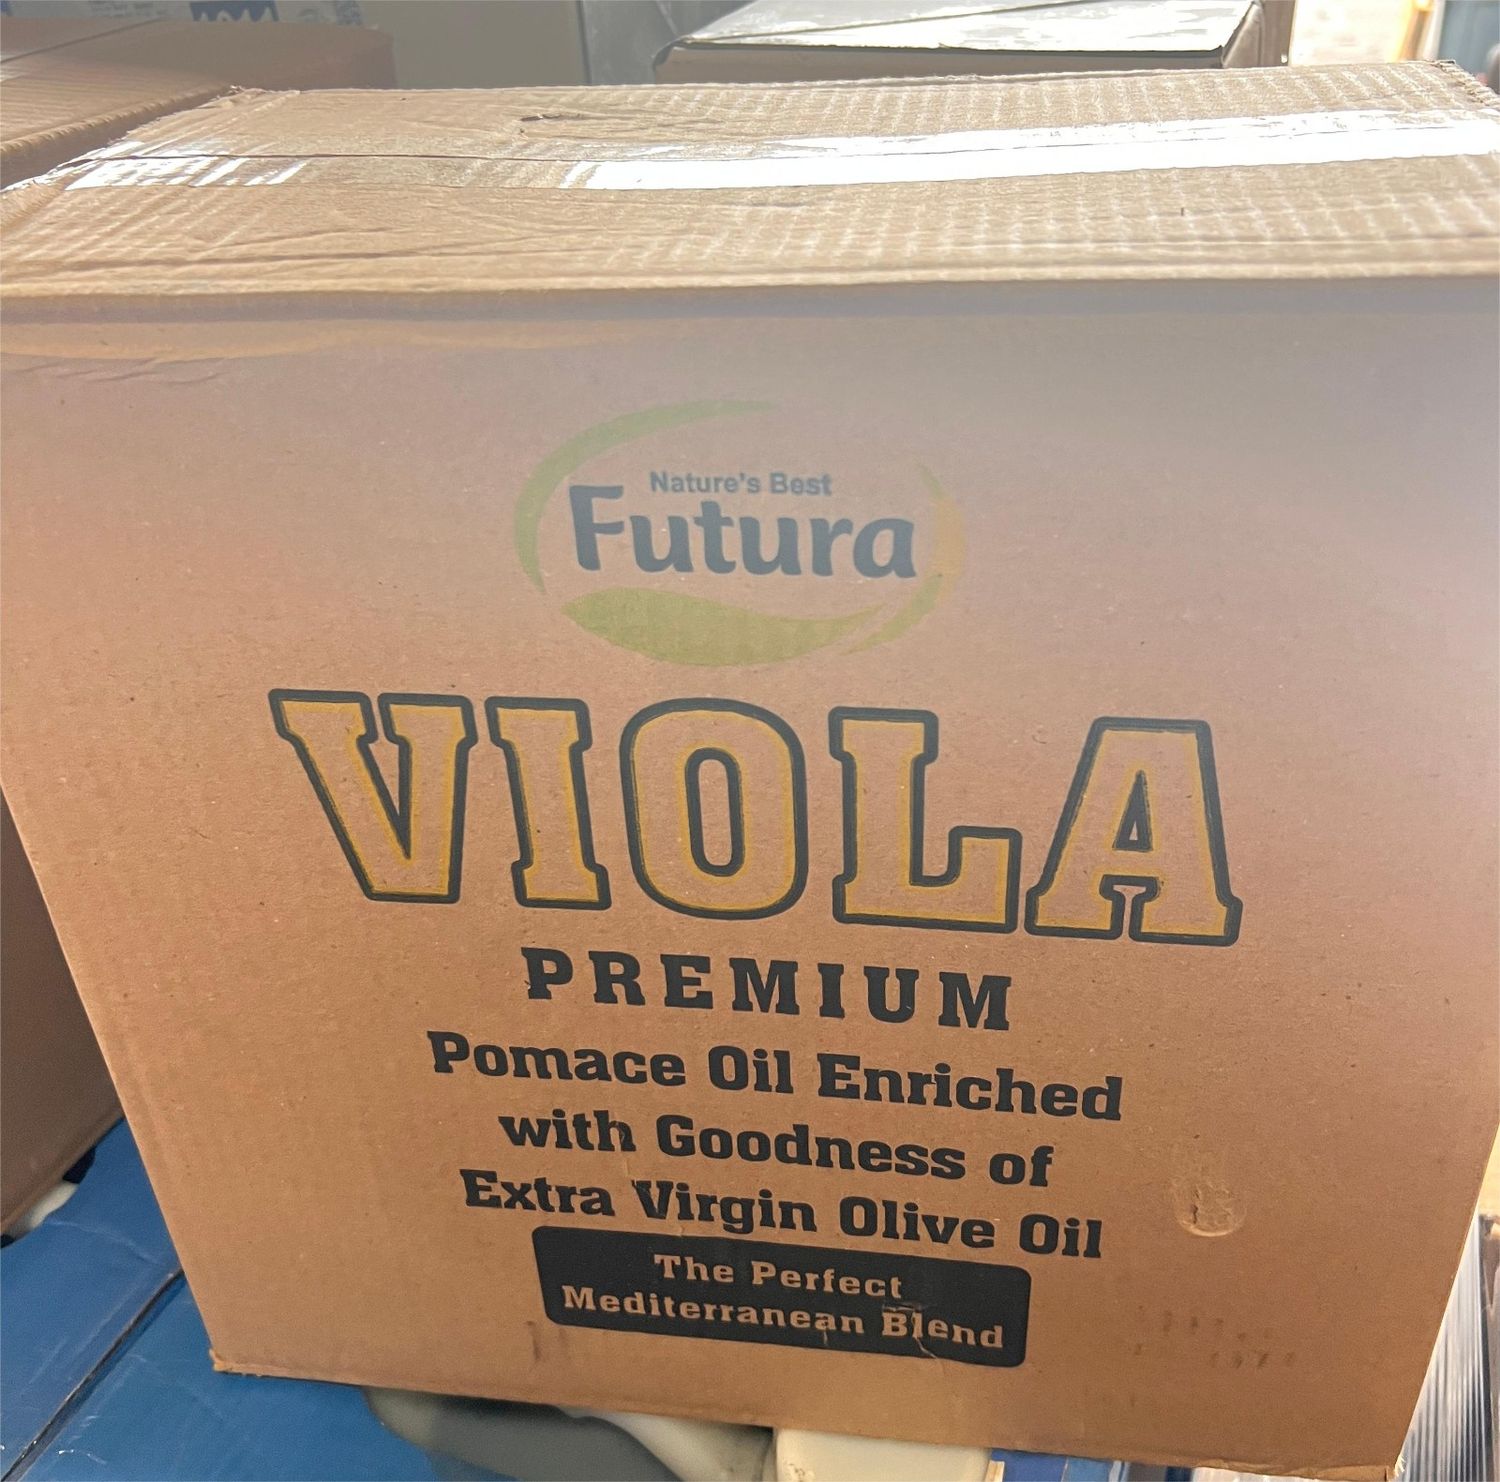 Nature's Best
Futura
VIOLA
PREMIUM
Pomace Oil Enriched
with Goodness of
Extra Virgin Olive Oil
The Perfect
Mediterranean Blend